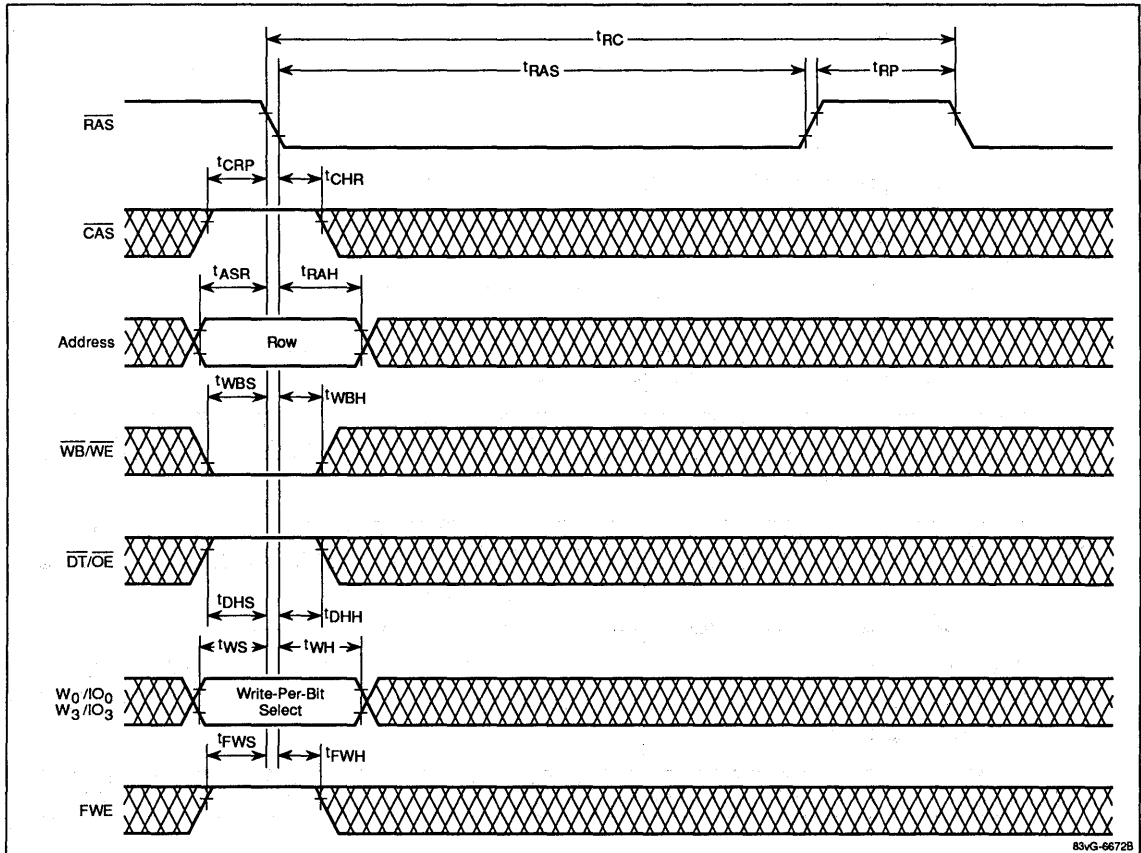 tRC
tRAS
tRP
RAS
tCRP
tCHR
CAS
tASR
tRAH
Address
Row
tWBS
tWBH
WB/WE
DT/OE
tDHS
tDHH
tWS
tWH
W0/IO0
W3/IO3
Write-Per-Bit
Select
tFWS
tFWH
FWE
83vG-6672B